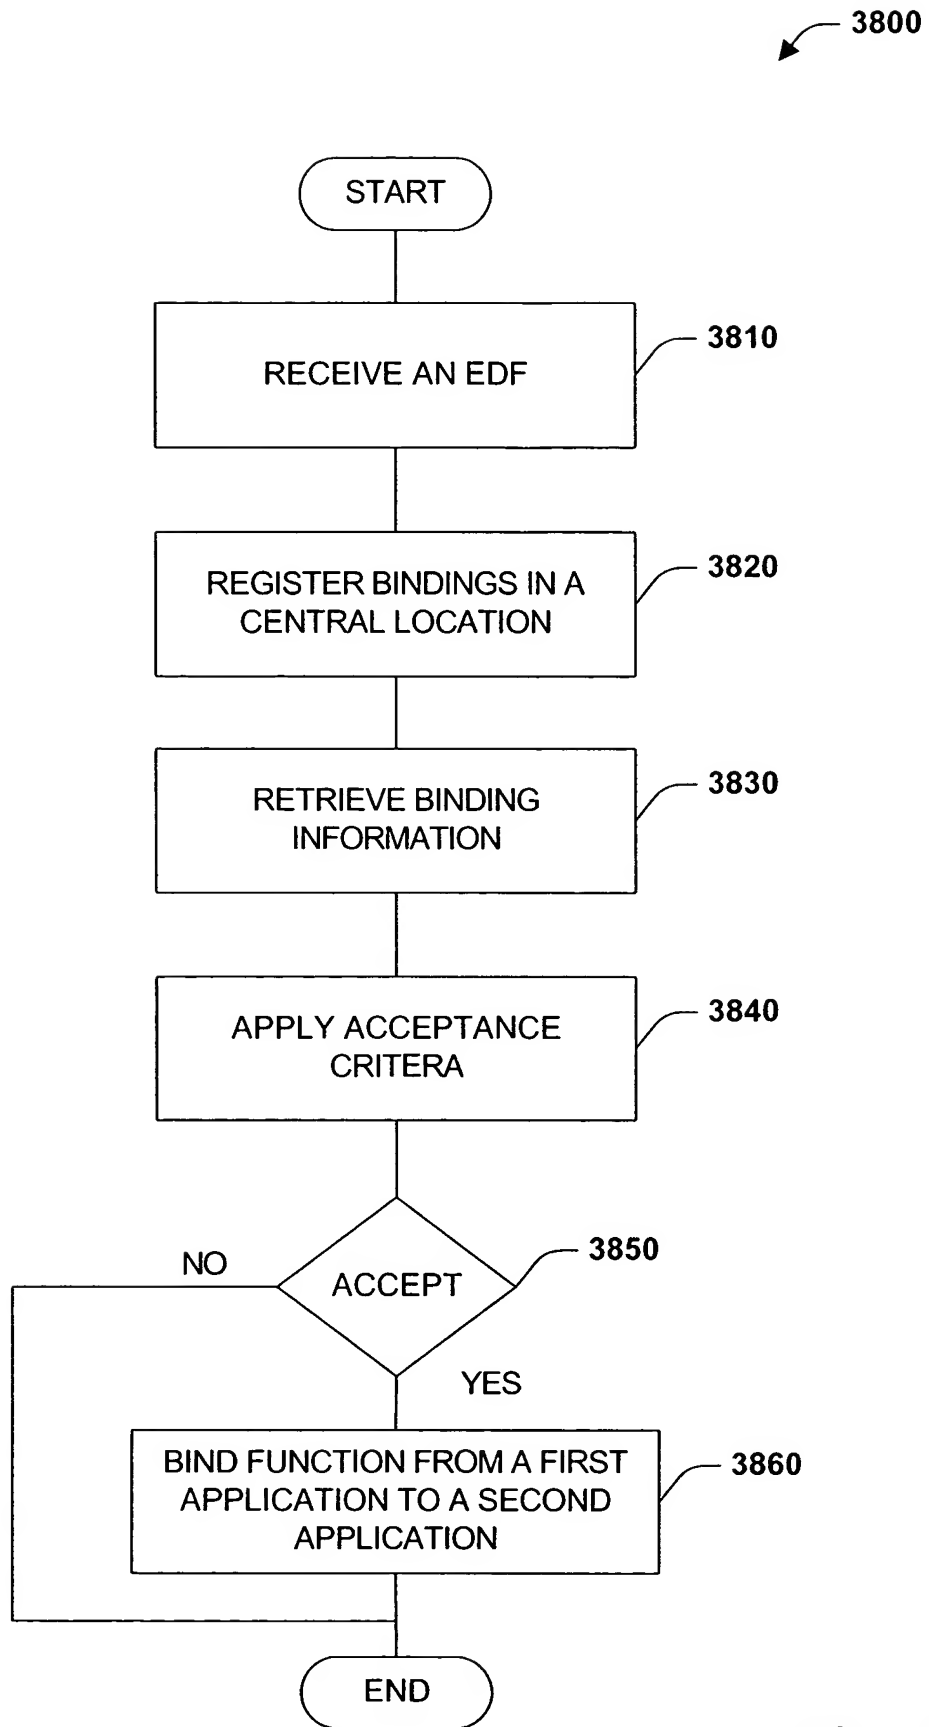 3800
START
RECEIVE AN EDF
3810
REGISTER BINDINGS IN A
CENTRAL LOCATION
3820
RETRIEVE BINDING
INFORMATION
3830
APPLY ACCEPTANCE
CRITERA
3840
NO
ACCEPT
3850
YES
BIND FUNCTION FROM A FIRST
APPLICATION TO A SECOND
APPLICATION
3860
END